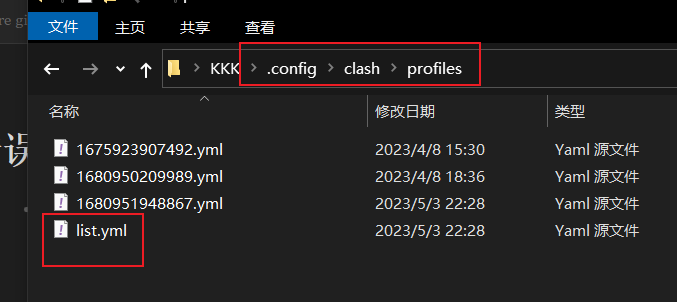 re gi
文件 主页 共享 查看
KKK .config clash profiles
名称 修改日期 类型
1675923907492.yml 2023/4/8 15:30 Yaml 源文件
1680950209989.yml 2023/4/8 18:36 Yaml 源文件
1680951948867.yml 2023/5/3 22:28 Yaml 源文件
list.yml 2023/5/3 22:28 Yaml 源文件
误